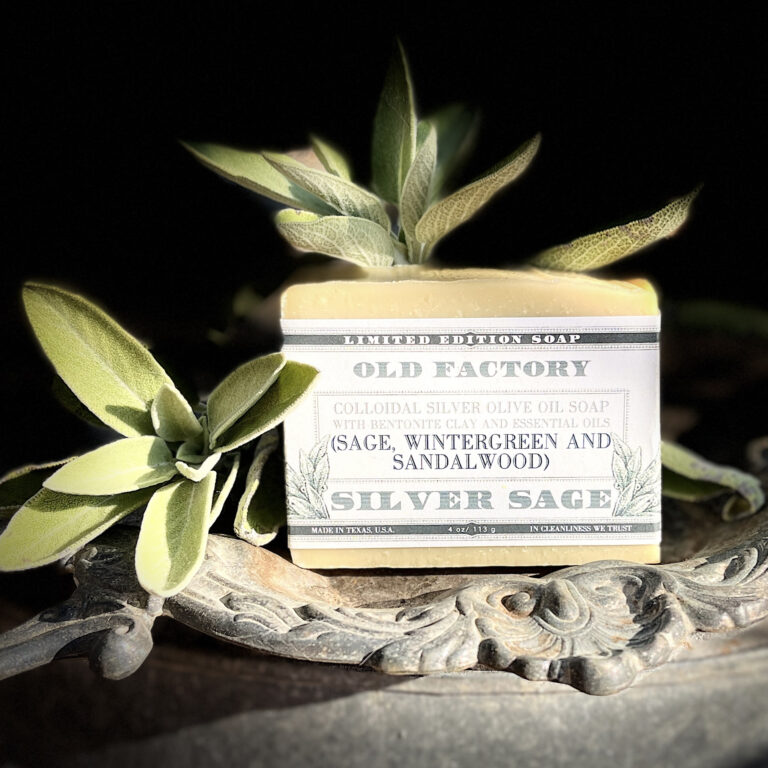 LIMITED EDITION SOAP
OLD FACTORY
COLLOIDAL SILVER OLIVE OIL SOAP
WITH BENTONITE CLAY AND ESSENTIAL OILS
(SAGE, WINTERGREEN AND
SANDALWOOD)
SILVER SAGE
MADE IN TEXAS, U.S.A. 4 oz/ 113 g IN CLEANLINESS WE TRUST